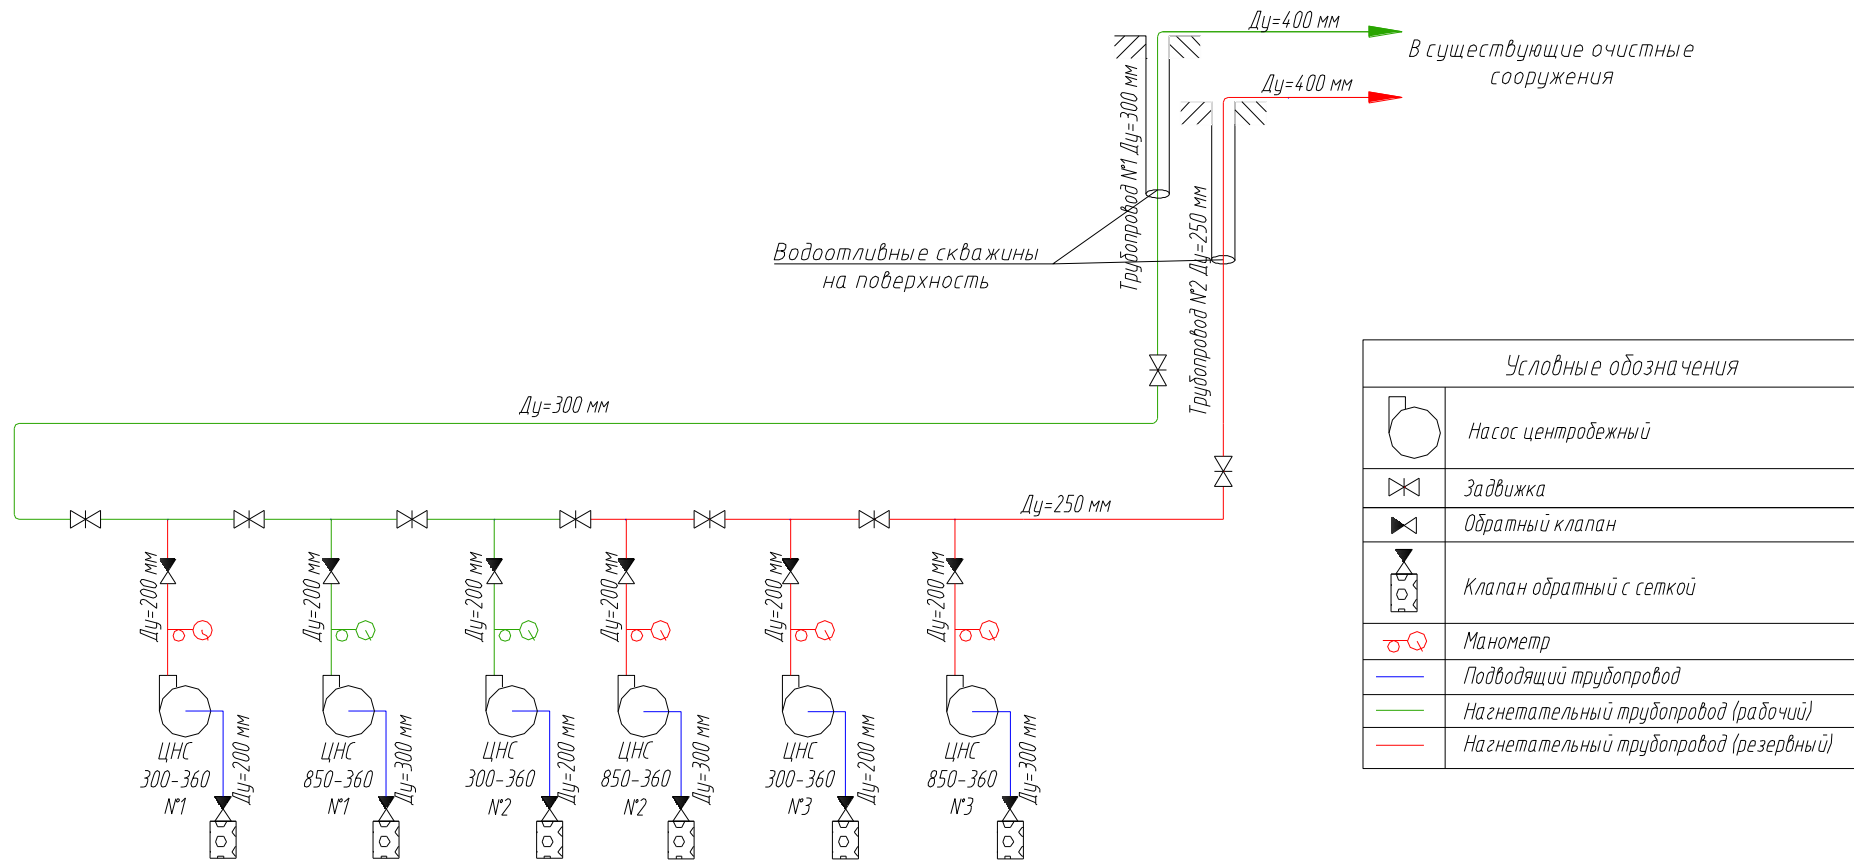 Ду=400 мм
В существующие очистные
сооружения
Ду=400 мм
Трубопровод №1 Ду=300 мм
Трубопровод №2 Ду=250 мм
Водоотливные скважины
на поверхность
Ду=300 мм
Ду=250 мм
Ду=200 мм
Ду=200 мм
Ду=200 мм
Ду=200 мм
Ду=200 мм
Ду=200 мм
ЦНС
300-360
№1
Ду=200 мм
ЦНС
850-360
№1
Ду=300 мм
ЦНС
300-360
№2
Ду=200 мм
ЦНС
850-360
№2
Ду=300 мм
ЦНС
300-360
№3
Ду=200 мм
ЦНС
850-360
№3
Ду=300 мм
Условные обозначения
Насос центробежный
Задвижка
Обратный клапан
Клапан обратный с сеткой
Манометр
Подводящий трубопровод
Нагнетательный трубопровод (рабочий)
Нагнетательный трубопровод (резервный)